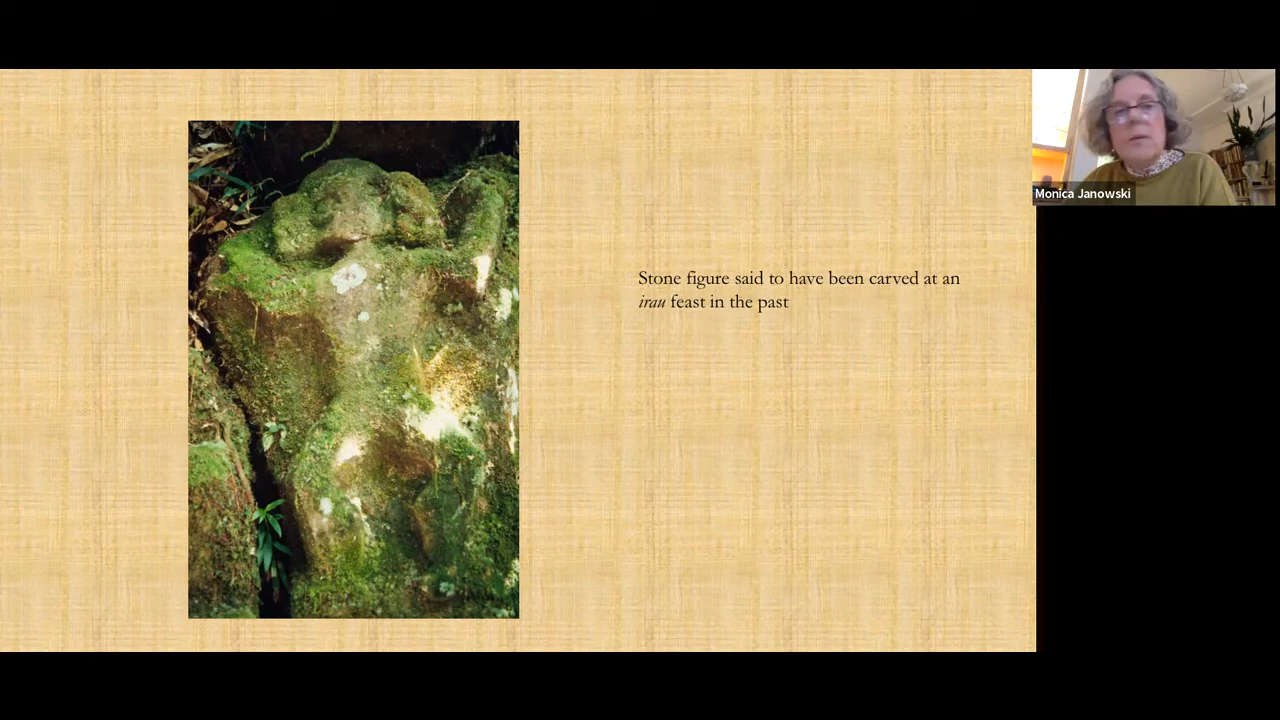 Monica Janowski
Stone figure said to have been carved at an
irau feast in the past